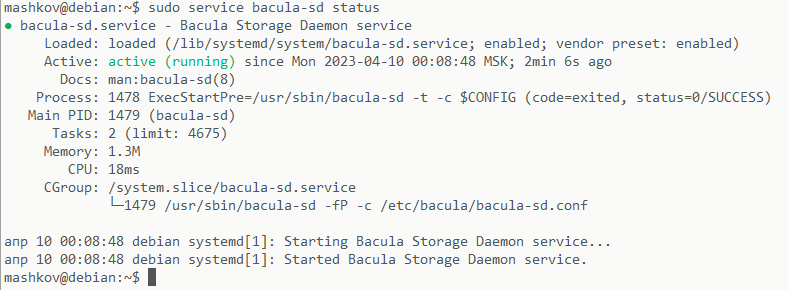 mashkov@debian:~$ sudo service bacula-sd status
● bacula-sd.service - Bacula Storage Daemon service
     Loaded: loaded (/lib/systemd/system/bacula-sd.service; enabled; vendor preset: enabled)
     Active: active (running) since Mon 2023-04-10 00:08:48 MSK; 2min 6s ago
       Docs: man:bacula-sd(8)
    Process: 1478 ExecStartPre=/usr/sbin/bacula-sd -t -c $CONFIG (code=exited, status=0/SUCCESS)
   Main PID: 1479 (bacula-sd)
      Tasks: 2 (limit: 4675)
     Memory: 1.3M
        CPU: 18ms
     CGroup: /system.slice/bacula-sd.service
             └─1479 /usr/sbin/bacula-sd -fP -c /etc/bacula/bacula-sd.conf

апр 10 00:08:48 debian systemd[1]: Starting Bacula Storage Daemon service...
апр 10 00:08:48 debian systemd[1]: Started Bacula Storage Daemon service.
mashkov@debian:~$